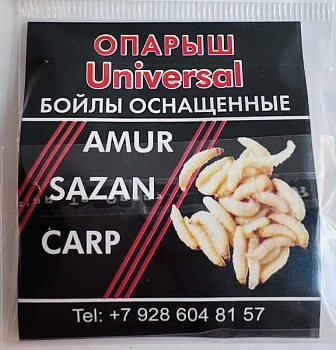 ОПАРЫШ
Universal
БОЙЛЫ ОСНАЩЕННЫЕ
AMUR
SAZAN
CARP
Tel: +7 928 604 81 57